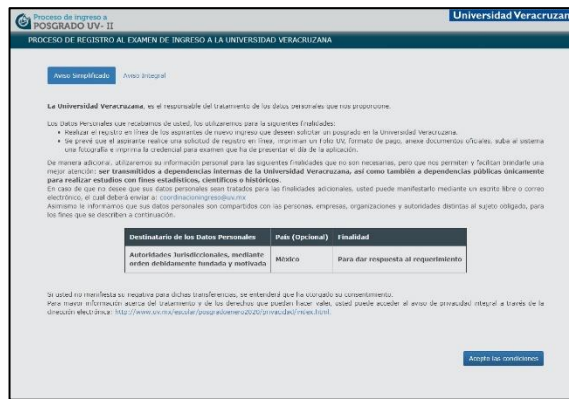 Proceso de ingreso a
POSGRADO UV- II
Universidad Veracruzana
PROCESO DE REGISTRO AL EXAMEN DE INGRESO A LA UNIVERSIDAD VERACRUZANA
Aviso Simplificado Aviso Integral
La Universidad Veracruzana, es el responsable del tratamiento de los datos personales que nos proporcione.
Los Datos Personales que recabamos de usted, los utilizaremos para la siguientes finalidades:
Realizar el registro en línea de los aspirantes de nuevo ingreso que deseen solicitar un posgrado en la Universidad Veracruzana.
Se prevé que el aspirante realice una solicitud de registro en línea, impriman un Folio UV, formato de pago, anexe documentos oficiales, suba al sistema
una fotografía e imprima la credencial para examen que ha de presentar el día de la aplicación.
De manera adicional, utilizaremos su información personal para las siguientes finalidades que no son necesarias, pero que nos permiten y facilitan brindarle una
mejor atención: ser transmitidos a dependencias internas de la Universidad Veracruzana, así como también a dependencias públicas únicamente
para realizar estudios con fines estadísticos, científicos o históricos.
En caso de que no desee que sus datos personales sean tratados para las finalidades adicionales, usted puede manifestarlo mediante un escrito libre o correo
electrónico, el cual deberá enviar a: coordinacioningreso@uv.mx
Asimismo le informamos que sus datos personales son compartidos con las personas, empresas, organizaciones y autoridades distintas al sujeto obligado, para
los fines que se describen a continuación.
Destinatario de los Datos Personales País (Opcional) Finalidad
Autoridades Jurisdiccionales, mediante
orden debidamente fundada y motivada México Para dar respuesta al requerimiento
Si usted no manifiesta su negativa para dichas transferencias, se entenderá que ha otorgado su consentimiento.
Para mayor información acerca del tratamiento y de los derechos que puedan hacer valer, usted puede acceder al aviso de privacidad integral a través de la
dirección electrónica: http://www.uv.mx/escolar/posgradoenero2020/privacidad/index.html.
Acepto las condiciones